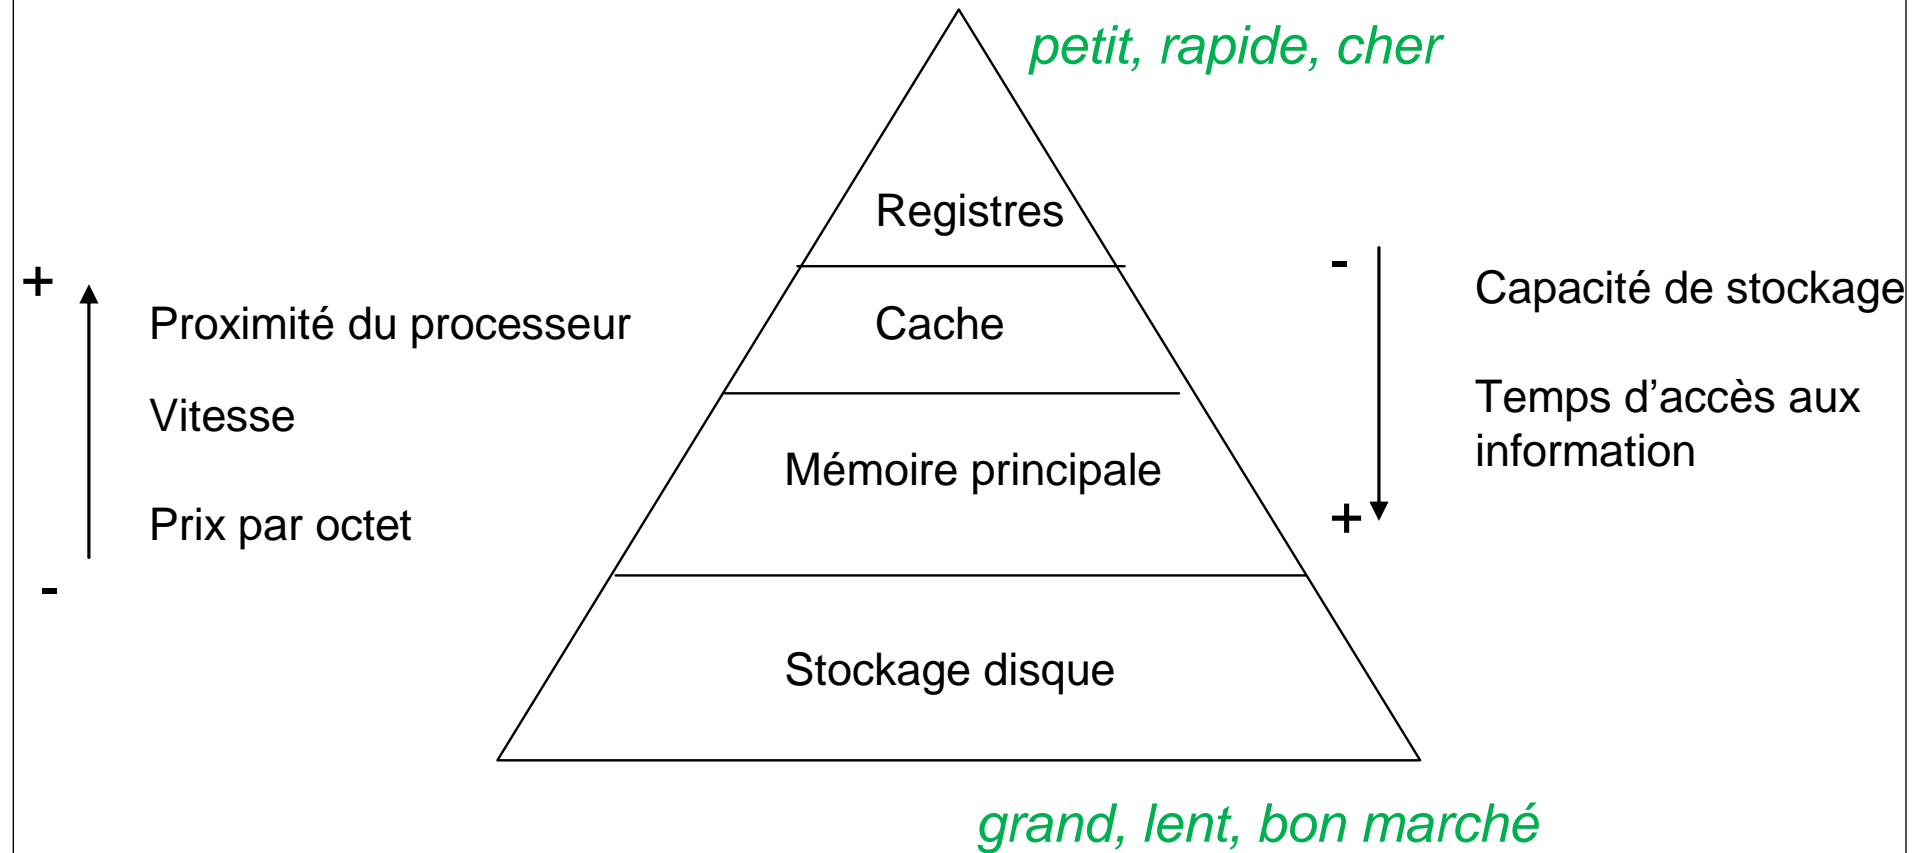 petit, rapide, cher
Registres
+
-
Capacité de stockage
Proximité du processeur
Cache
Vitesse
Temps d'accès aux
information
Mémoire principale
Prix par octet
+
-
Stockage disque
grand, lent, bon marché